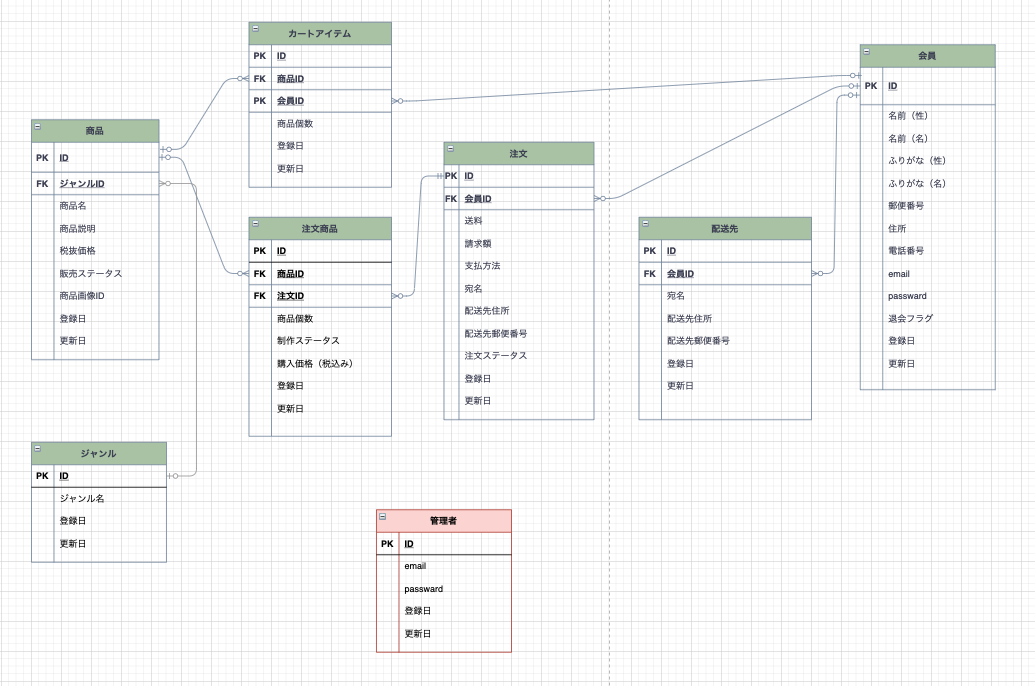 カートアイテム
PK ID
FK 商品ID
PK 会員ID
商品個数
登録日
更新日
会員
PK ID
名前（性）
名前（名）
ふりがな（性）
ふりがな（名）
郵便番号
住所
電話番号
email
passward
退会フラグ
登録日
更新日
商品
PK ID
FK ジャンルID
商品名
商品説明
税抜価格
販売ステータス
商品画像ID
登録日
更新日
注文
PK ID
FK 会員ID
送料
請求額
支払方法
宛名
配送先住所
配送先郵便番号
注文ステータス
登録日
更新日
注文商品
PK ID
FK 商品ID
FK 注文ID
商品個数
制作ステータス
購入価格（税込み）
登録日
更新日
配送先
PK ID
FK 会員ID
宛名
配送先住所
配送先郵便番号
登録日
更新日
ジャンル
PK ID
ジャンル名
登録日
更新日
管理者
PK ID
email
passward
登録日
更新日